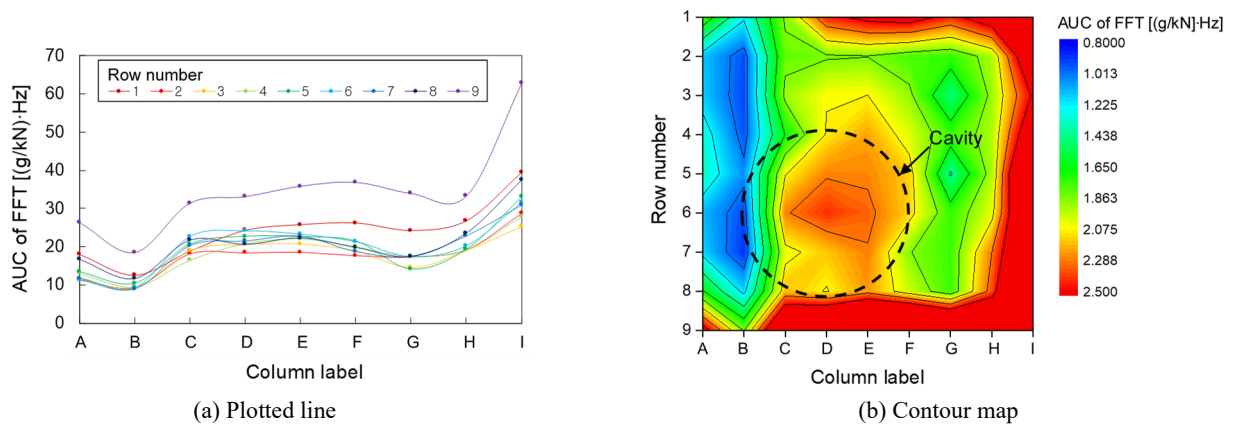 70
60
50
40
30
20
10
0
AUC of FFT [(g/kN)·Hz)
Row number
1 2 3 4 5 6 7 8 9
A B C D E F G H I
Column label
(a) Plotted line
1
2
3
4
5
6
7
8
9
Row number
Cavity
A B C D E F G H I
Column label
AUC of FFT [(g/kN]·Hz]
0.8000
1.013
1.225
1.438
1.650
1.863
2.075
2.288
2.500
(b) Contour map